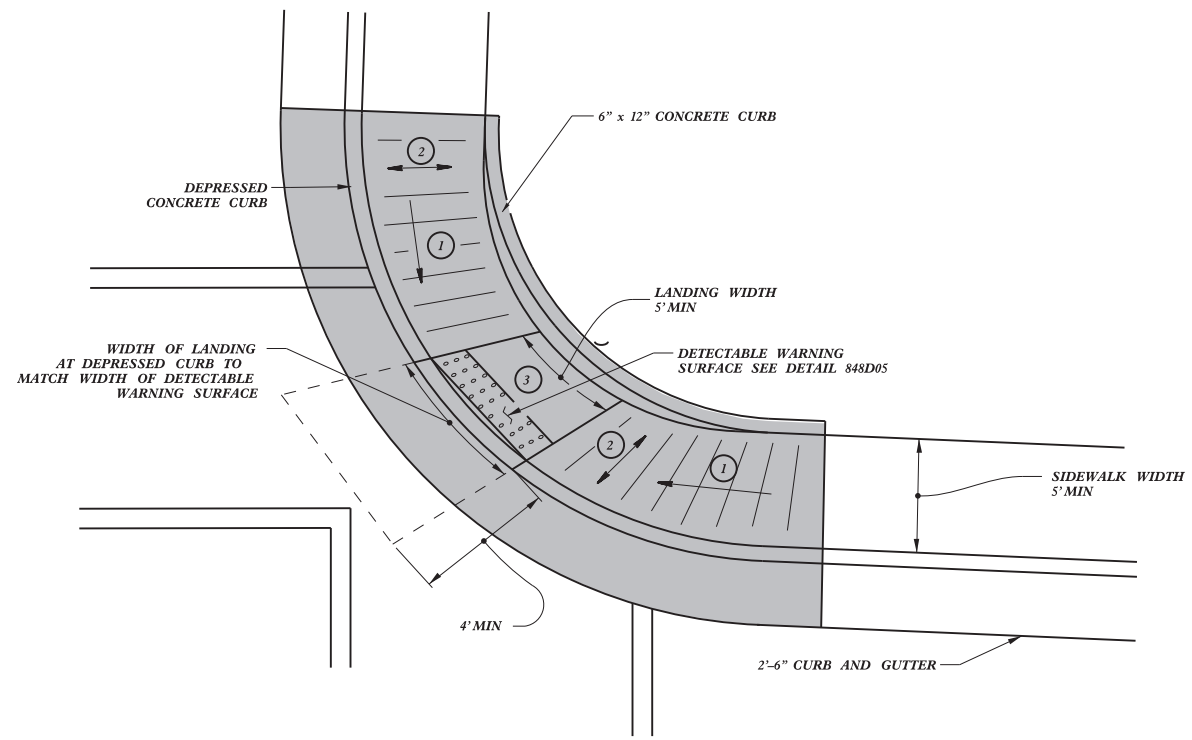 6” x 12” CONCRETE CURB
2
DEPRESSED
CONCRETE CURB
1
LANDING WIDTH
5’ MIN
WIDTH OF LANDING
AT DEPRESSED CURB TO
MATCH WIDTH OF DETECTABLE
WARNING SURFACE
DETECTABLE WARNING
SURFACE SEE DETAIL 848D05
3
2
1
SIDEWALK WIDTH
5’ MIN
4’ MIN
2’–6” CURB AND GUTTER